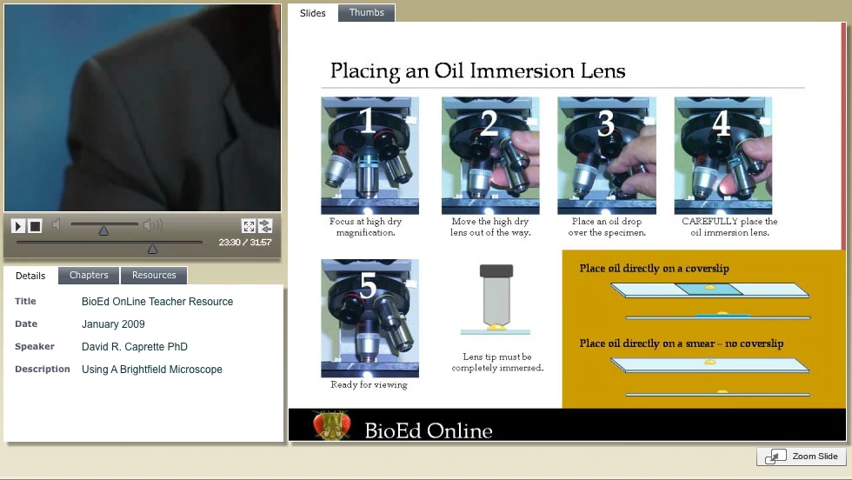 Slides Thumbs
Placing an Oil Immersion Lens
1 2 3 4
Focus at high dry
magnification.
Move the high dry
lens out of the way.
Place an oil drop
over the specimen.
CAREFULLY place the
oil immersion lens.
5
Ready for viewing
Lens tip must be
completely immersed.
Place oil directly on a coverslip
Place oil directly on a smear – no coverslip
BioEd Online
23:30 / 31:57
Details Chapters Resources
Title BioEd OnLine Teacher Resource
Date January 2009
Speaker David R. Caprette PhD
Description Using A Brightfield Microscope
Zoom Slide